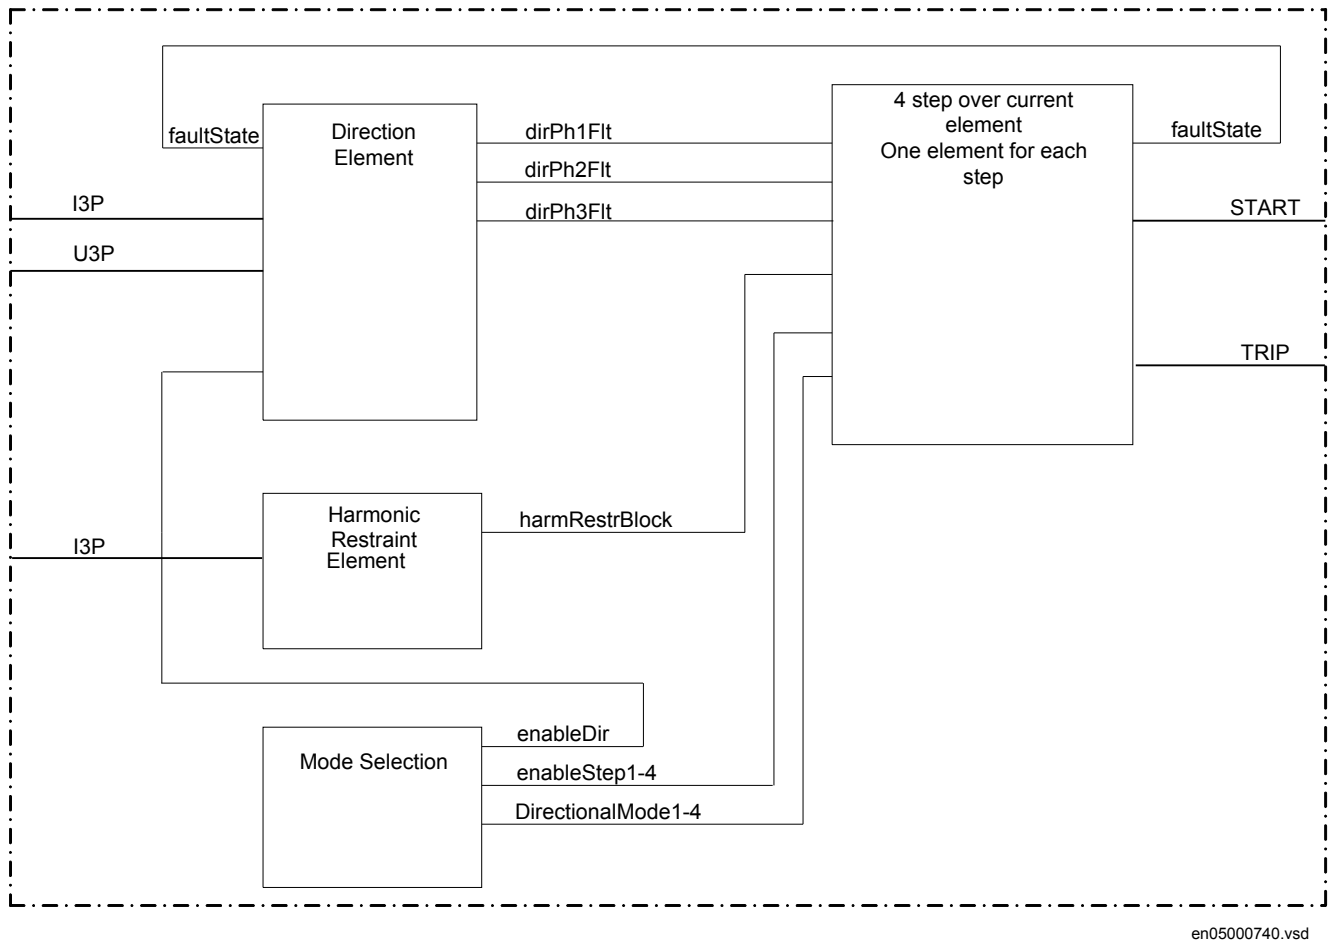 4 step over current
element
One element for each
step
Direction
Element
faultState
dirPh1Flt
faultState
dirPh2Flt
I3P
dirPh3Flt
START
U3P
TRIP
Harmonic
Restraint
Element
harmRestrBlock
I3P
enableDir
Mode Selection
enableStep1-4
DirectionalMode1-4
en05000740.vsd